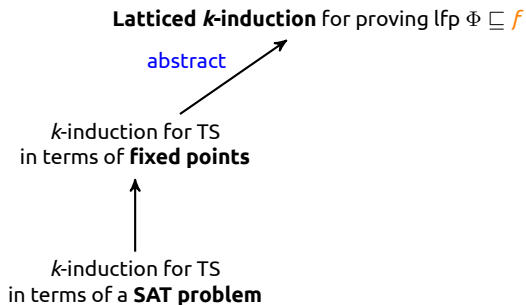 Latticed k-induction for proving lfp Φ ⊑ f
abstract
k-induction for TS
in terms of fixed points
k-induction for TS
in terms of a SAT problem